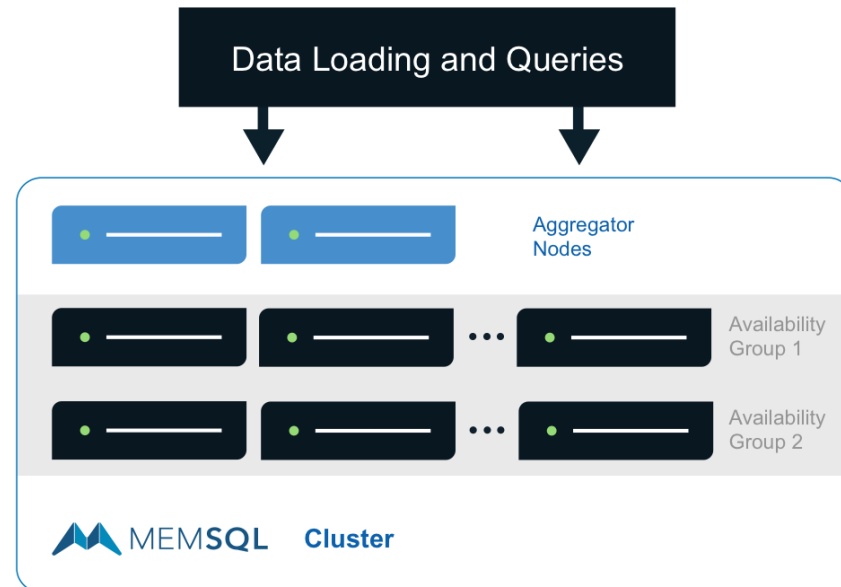 Data Loading and Queries
Aggregator
Nodes
Availability
Group 1
Availability
Group 2
MEMSQL Cluster